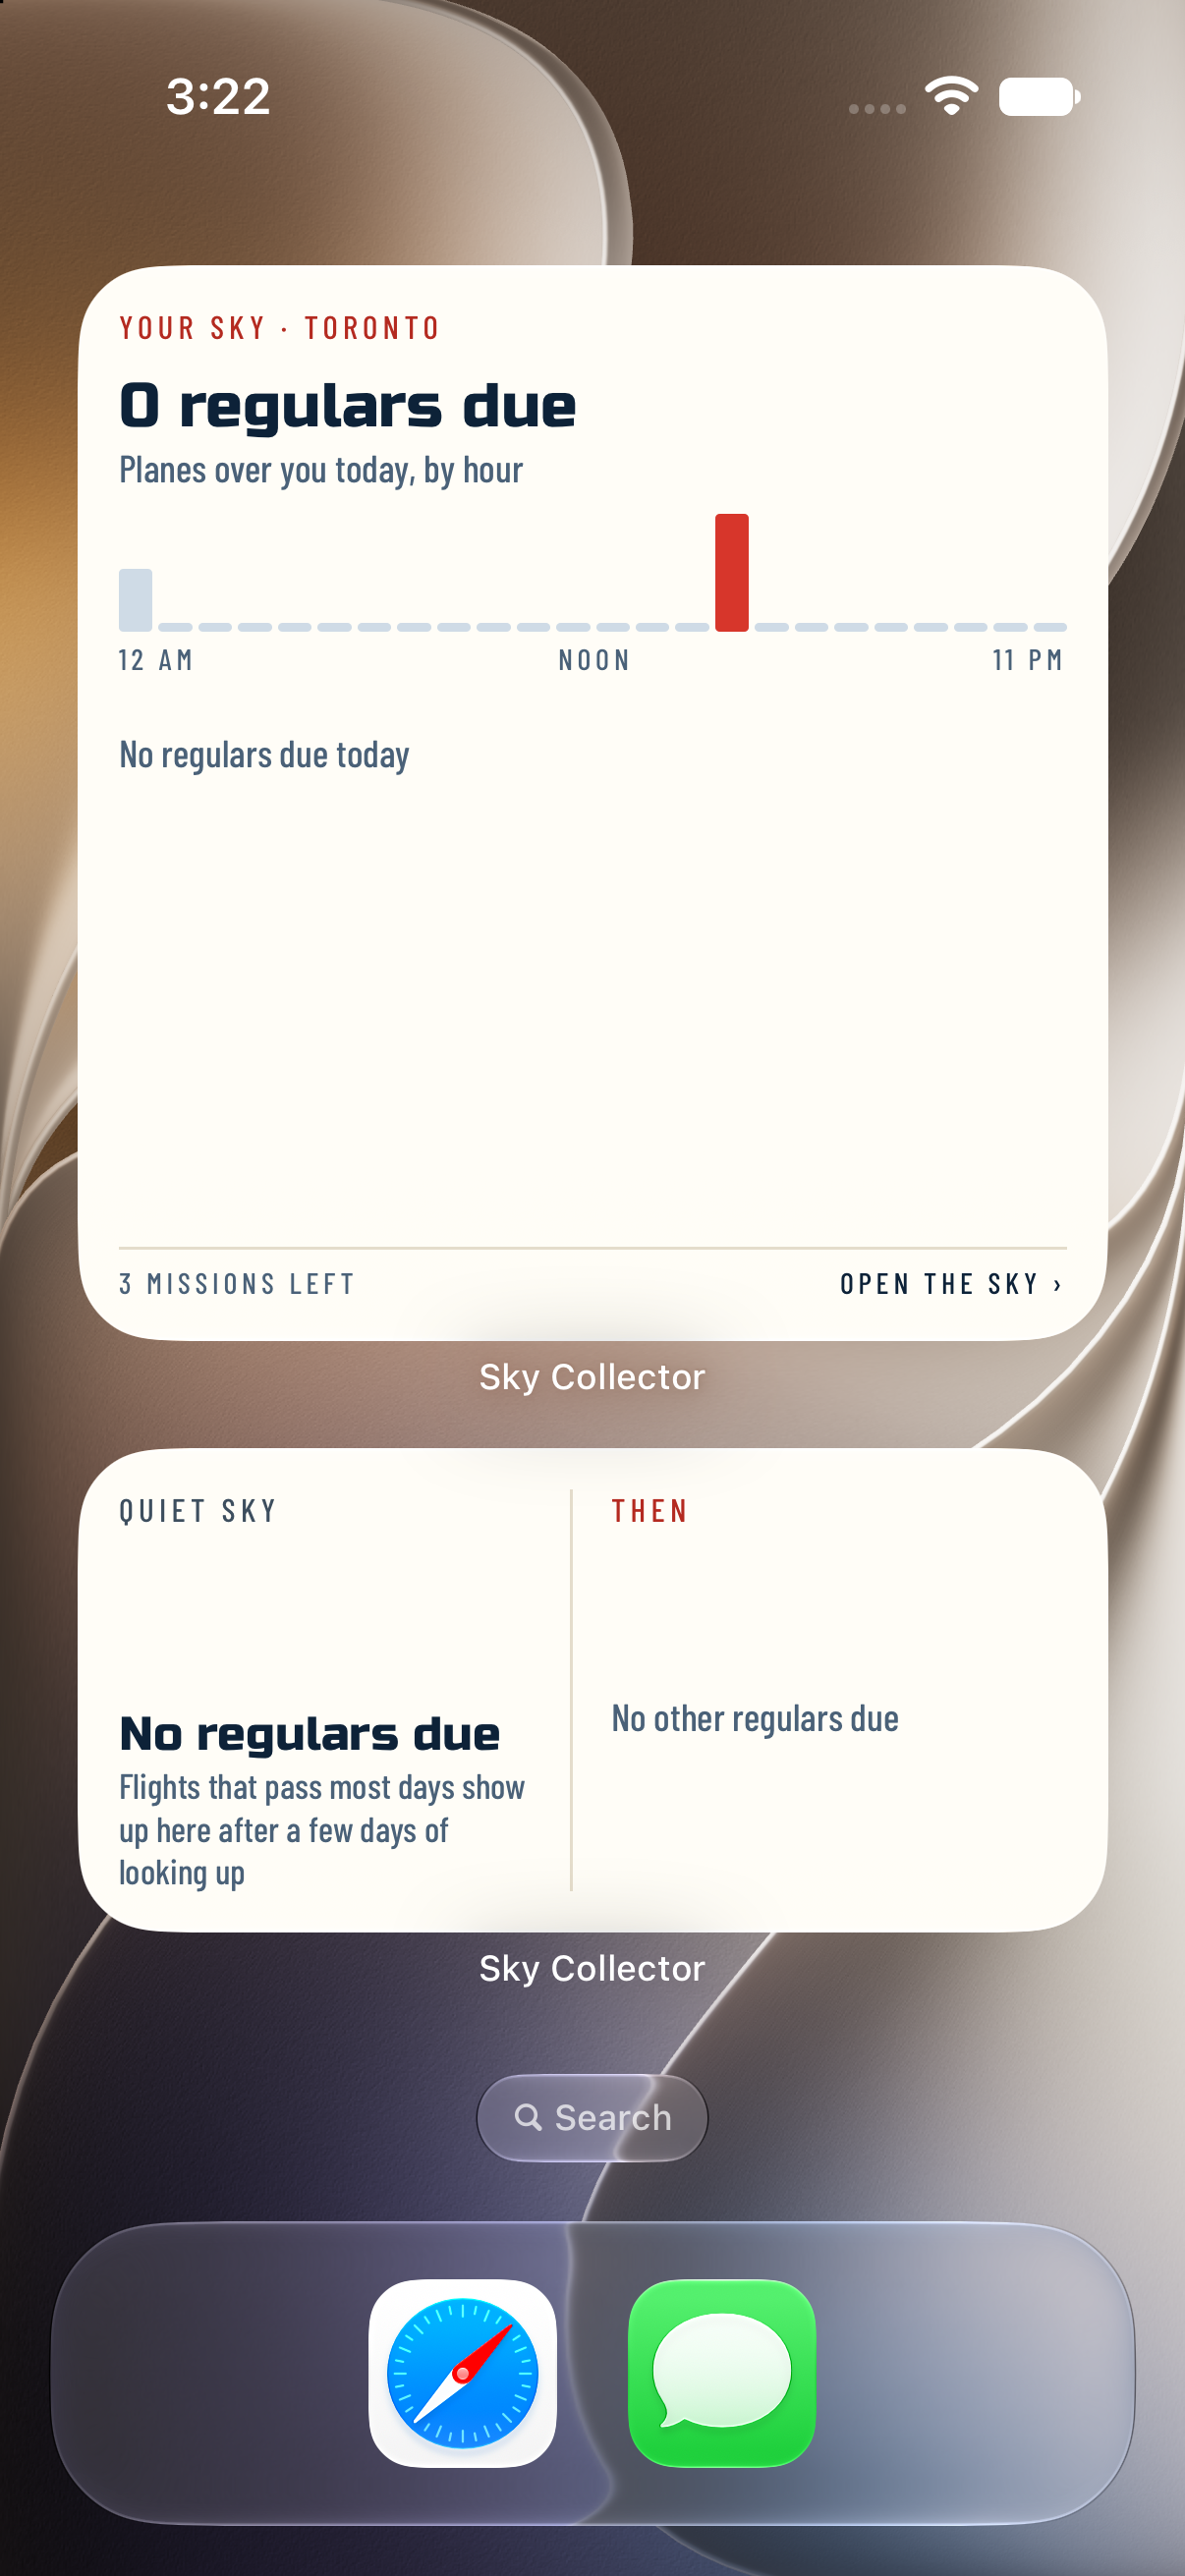 3:22
YOUR SKY · TORONTO
0 regulars due
Planes over you today, by hour
12 AM NOON 11 PM
No regulars due today
3 MISSIONS LEFT OPEN THE SKY ›
Sky Collector
QUIET SKY
No regulars due
Flights that pass most days show
up here after a few days of
looking up
THEN
No other regulars due
Sky Collector
Search